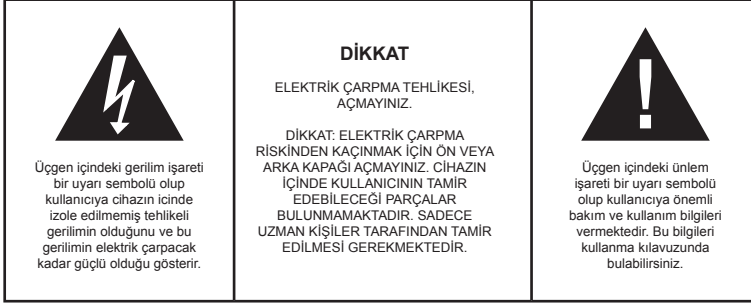 Üçgen içindeki gerilim işareti
bir uyarı sembolü olup
kullanıcıya cihazın icinde
izole edilmemiş tehlikeli
gerilimin olduğunu ve bu
gerilimin elektrik çarpacak
kadar güçlü olduğu gösterir.
DİKKAT
ELEKTRİK ÇARPMA TEHLİKESİ,
AÇMAYINIZ.
DİKKAT: ELEKTRİK ÇARPMA
RİSKİNDEN KAÇINMAK İÇİN ÖN VEYA
ARKA KAPAĞI AÇMAYINIZ. CİHAZIN
İÇİNDE KULLANICININ TAMİR
EDEBİLECEĞİ PARÇALAR
BULUNMAMAKTADIR. SADECE
UZMAN KİŞİLER TARAFINDAN TAMİR
EDİLMESİ GEREKMEKTEDİR.
!
Üçgen içindeki ünlem
işareti bir uyarı sembolü
olup kullanıcıya önemli
bakım ve kullanım bilgileri
vermektedir. Bu bilgileri
kullanma kılavuzunda
bulabilirsiniz.